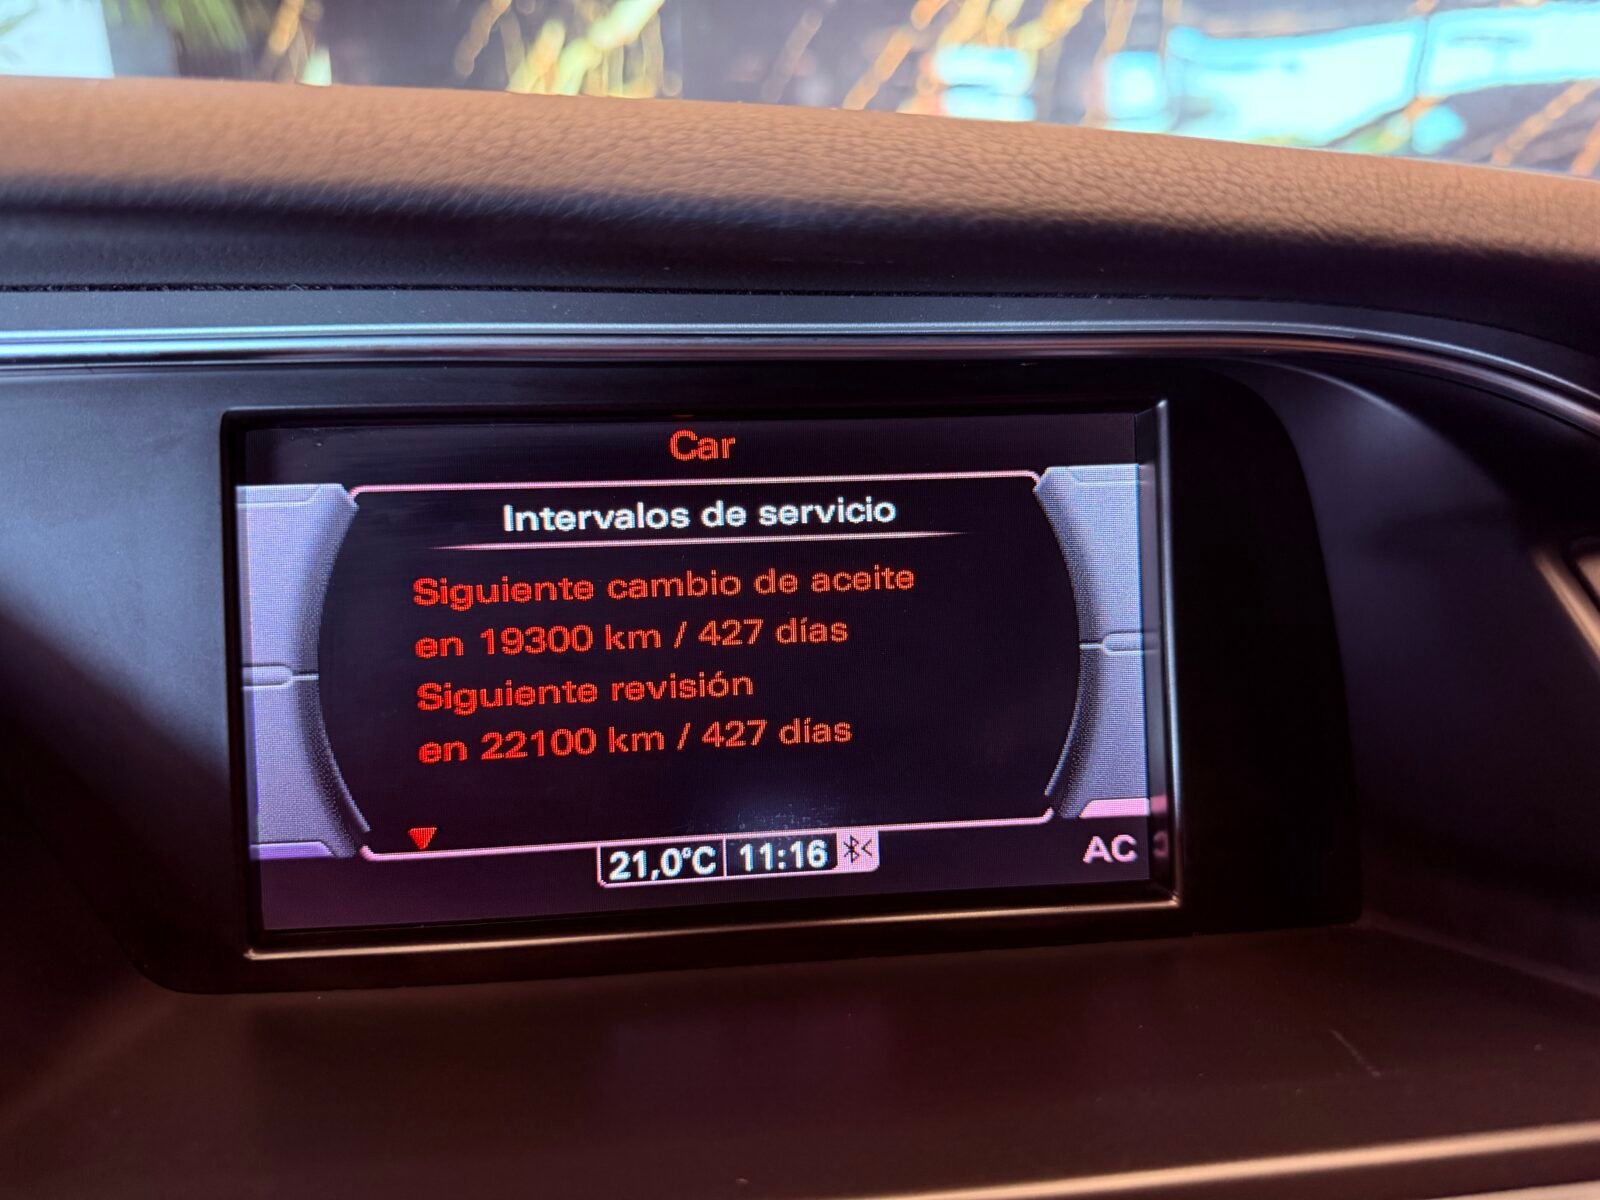 Car
Intervalos de servicio
Siguiente cambio de aceite
en 19300 km / 427 días
Siguiente revisión
en 22100 km / 427 días
21,0°C 11:16
AC